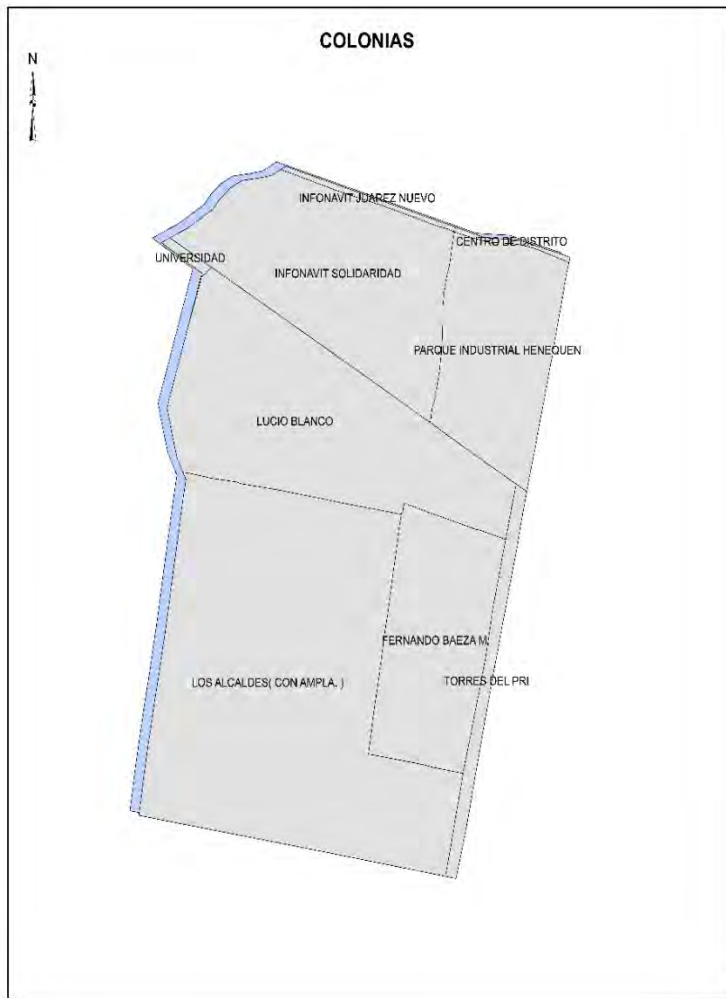 COLONIAS
N
INFONAVIT JUAREZ NUEVO
CENTRO DE DISTRITO
UNIVERSIDAD
INFONAVIT SOLIDARIDAD
PARQUE INDUSTRIAL HENEQUEN
LUCIO BLANCO
FERNANDO BAEZA M.
LOS ALCALDES( CON AMPLA. )
TORRES DEL PRI